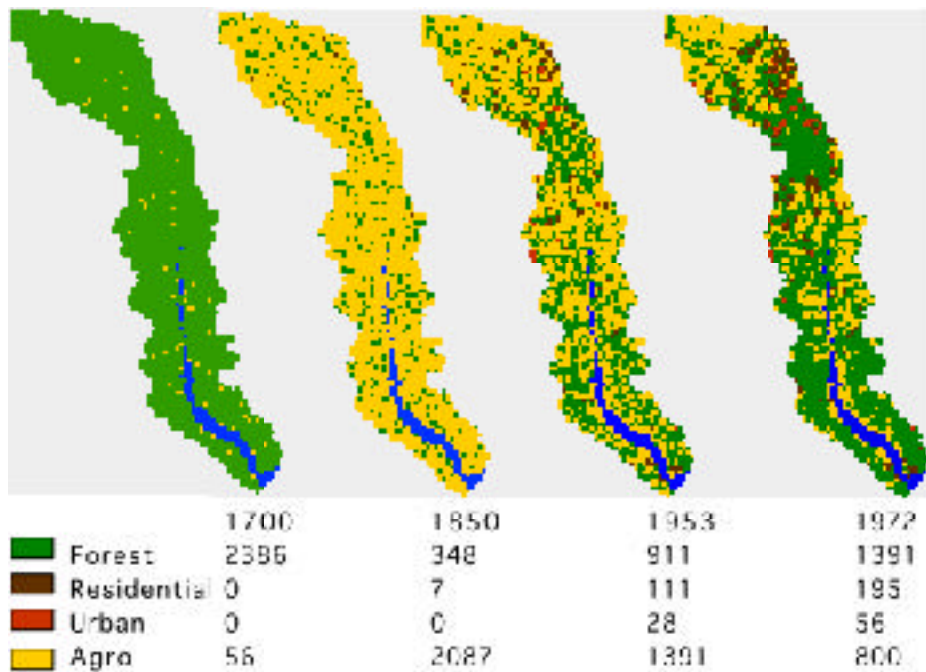 1700 1850 1953 1972
Forest 2386 348 911 1391
Residential 0 7 111 195
Urban 0 0 28 56
Agro 56 2087 1391 800